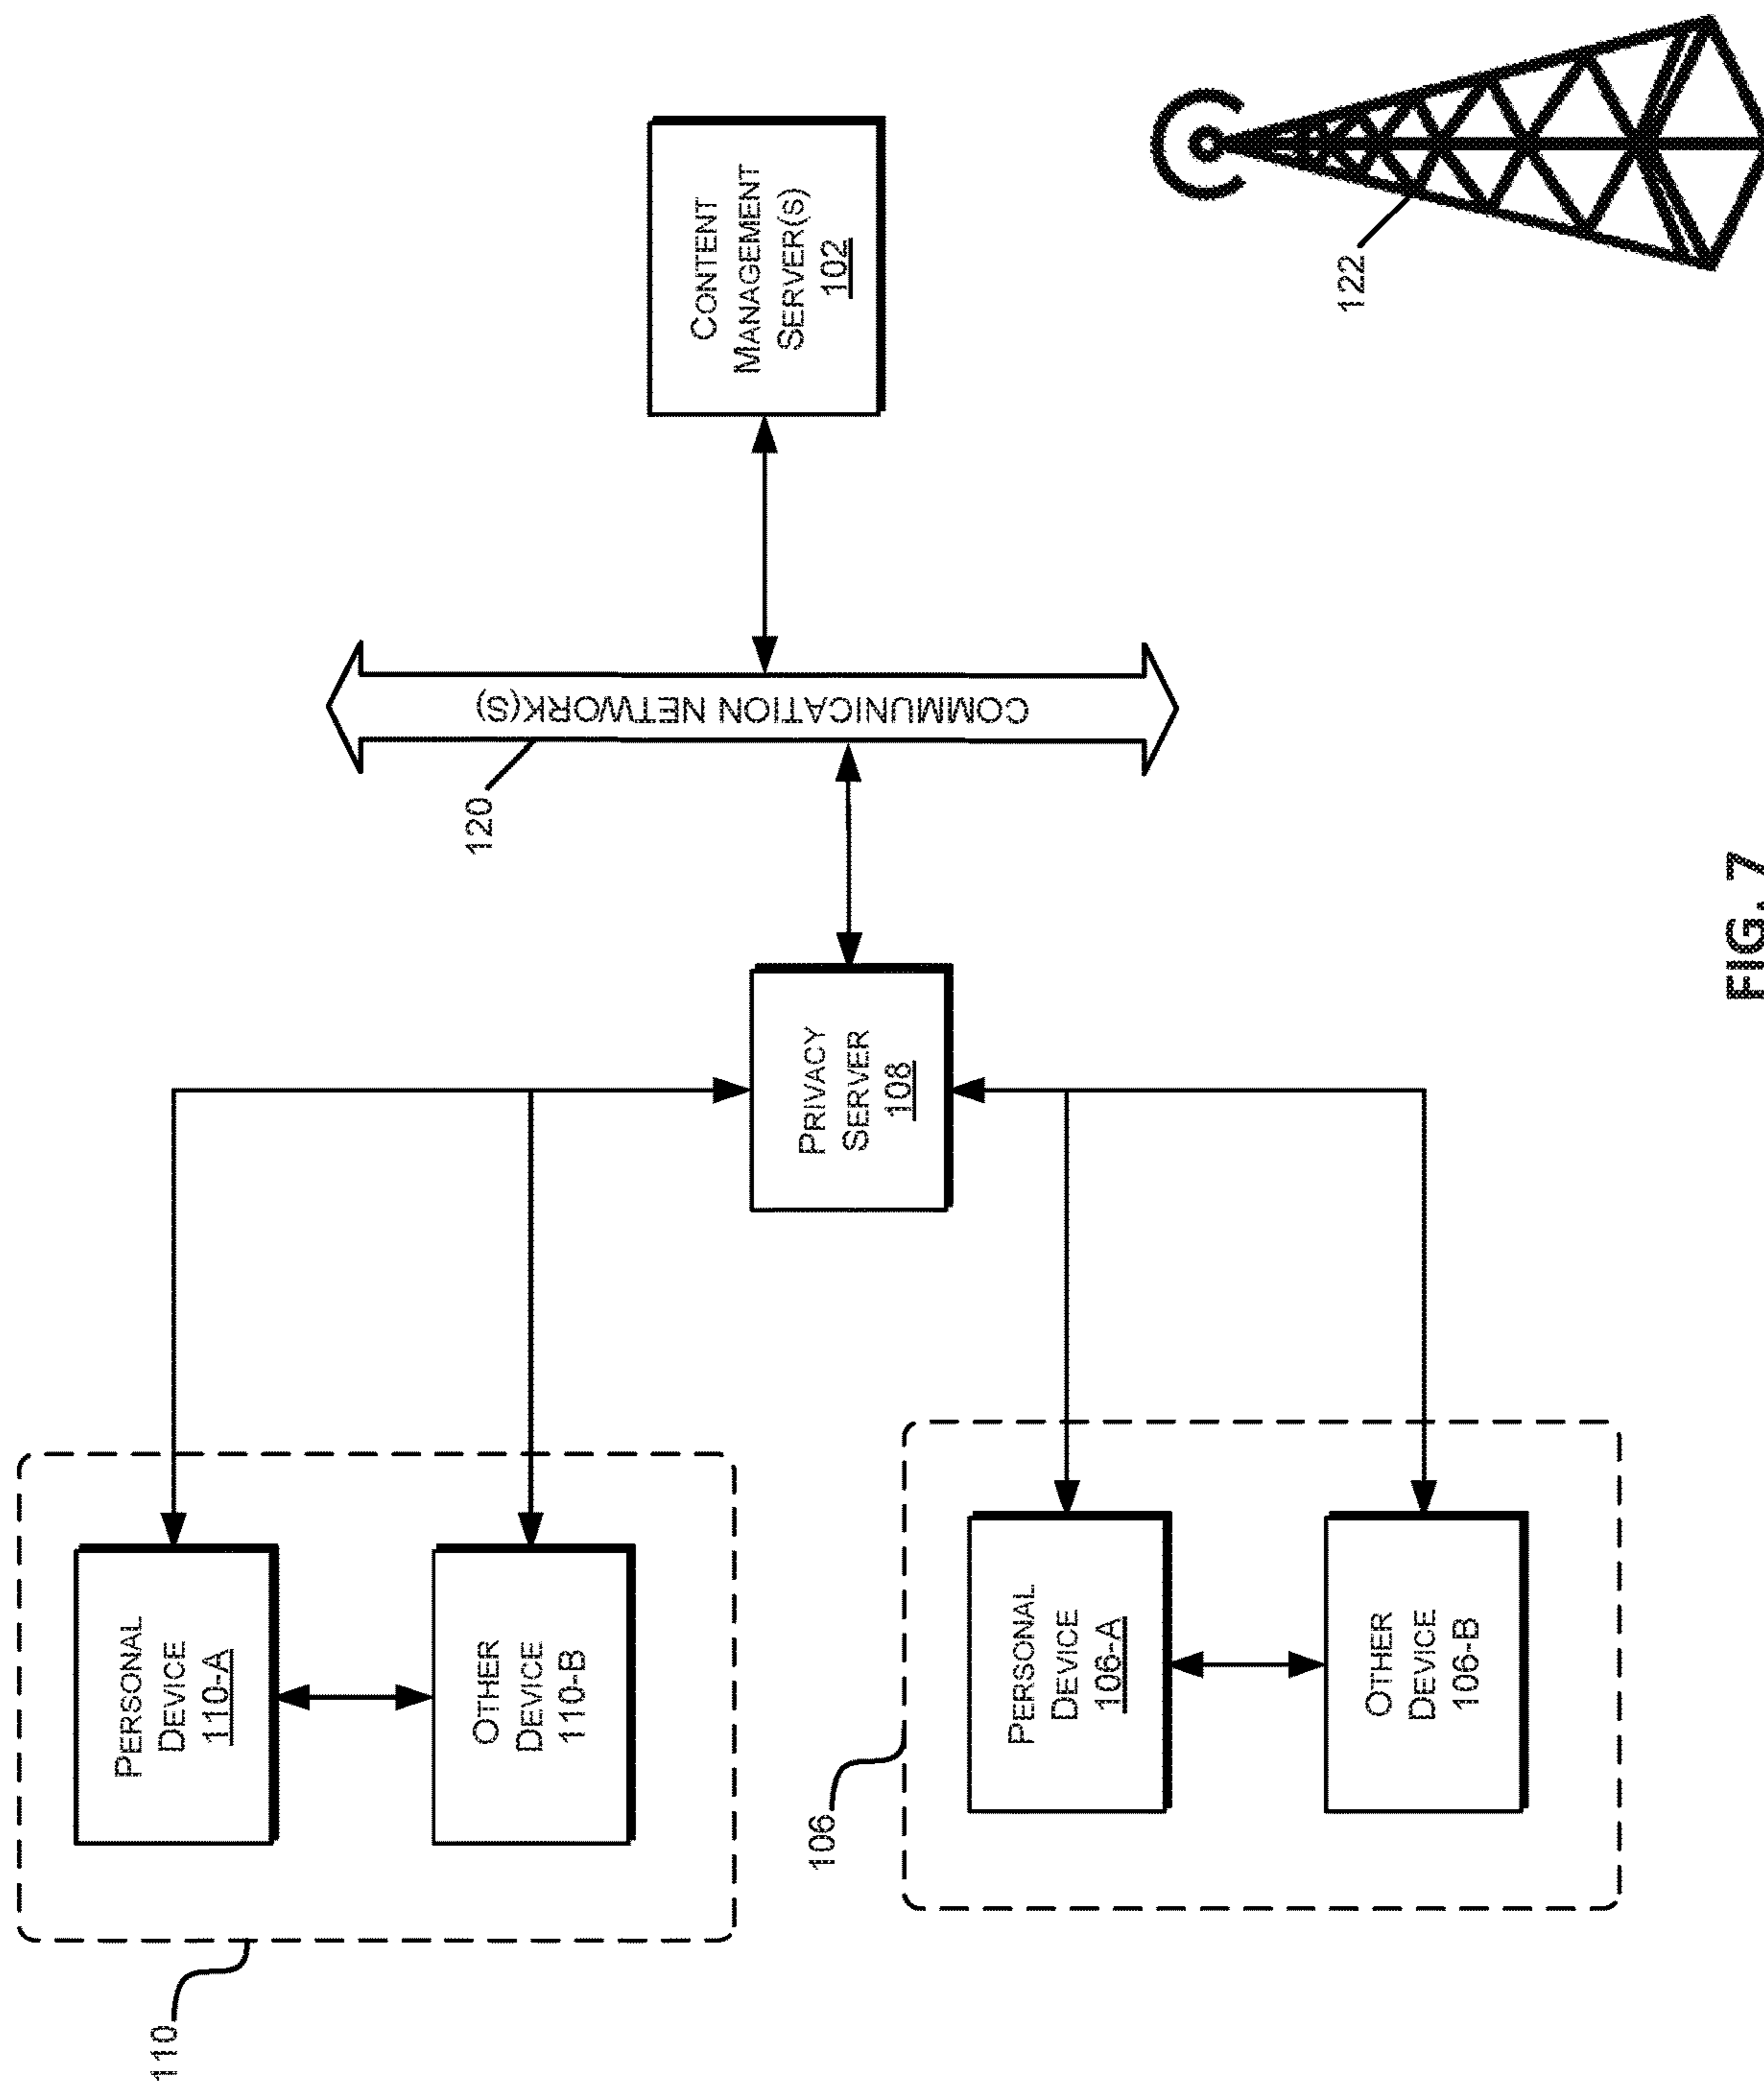 110
PERSONAL
DEVICE
110-A
OTHER
DEVICE
110-B
106
PERSONAL
DEVICE
106-A
OTHER
DEVICE
106-B
PRIVACY
SERVER
108
120
COMMUNICATION NETWORK(S)
CONTENT
MANAGEMENT
SERVER(S)
102
122
FIG. 7